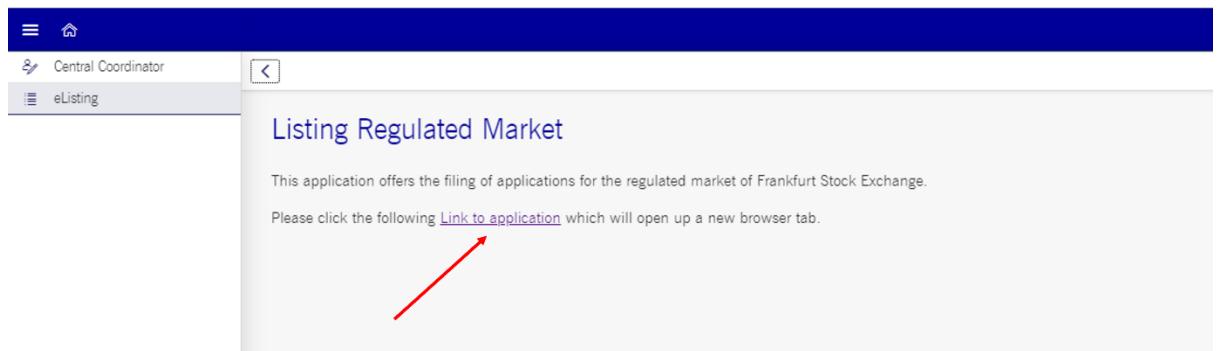 Central Coordinator
eListing
Listing Regulated Market
This application offers the filing of applications for the regulated market of Frankfurt Stock Exchange.
Please click the following Link to application which will open up a new browser tab.